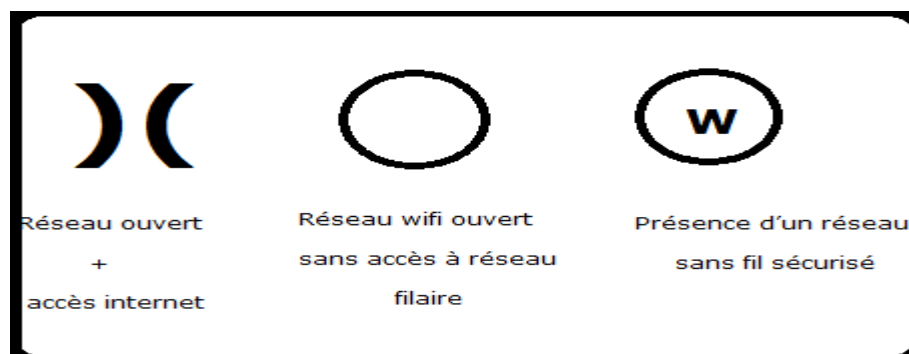 )(
w
Réseau ouvert
+
accès internet
Réseau wifi ouvert
sans accès à réseau
filaire
Présence d'un réseau
sans fil sécurisé